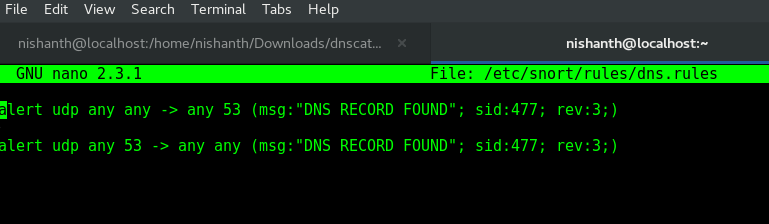 File Edit View Search Terminal Tabs Help
nishanth@localhost:/home/nishanth/Downloads/dnscat... × nishanth@localhost:~
GNU nano 2.3.1 File: /etc/snort/rules/dns.rules
alert udp any any -> any 53 (msg:"DNS RECORD FOUND"; sid:477; rev:3;)
alert udp any 53 -> any any (msg:"DNS RECORD FOUND"; sid:477; rev:3;)